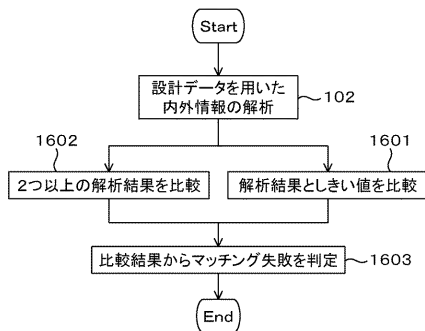 Start
設計データを用いた
内外情報の解析
102
1602
1601
2つ以上の解析結果を比較
解析結果としきい値を比較
比較結果からマッチング失敗を判定
1603
End